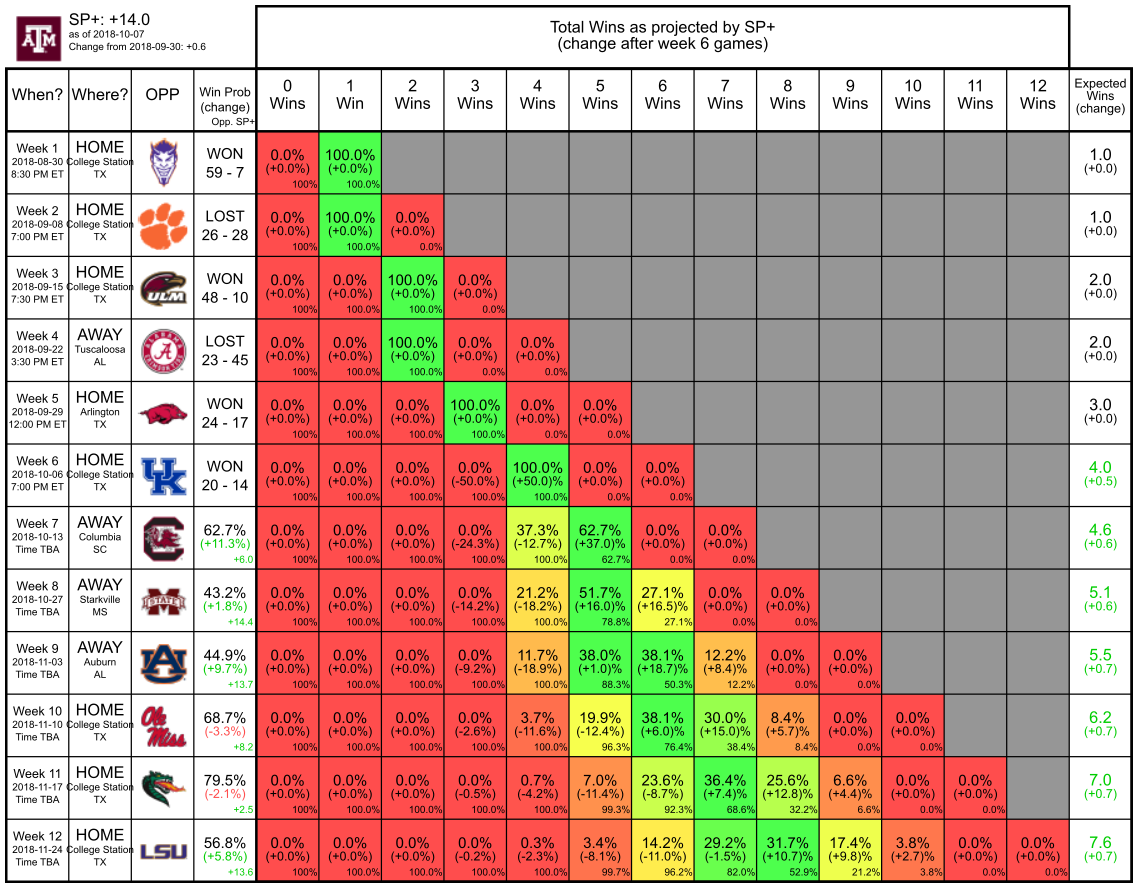 SP+: +14.0
as of 2018-10-07
Change from 2018-09-30: +0.6
Total Wins as projected by SP+
(change after week 6 games)
When? Where? OPP Win Prob (change) Opp. SP+ 0 Wins 1 Win 2 Wins 3 Wins 4 Wins 5 Wins 6 Wins 7 Wins 8 Wins 9 Wins 10 Wins 11 Wins 12 Wins Expected Wins (change)
Week 1 HOME WON 0.0% 100.0% 1.0
2018-08-30 College Station 59 - 7 (+0.0%) (+0.0%) (+0.0)
8:30 PM ET TX 100% 100.0%
Week 2 HOME LOST 0.0% 100.0% 0.0% 1.0
2018-09-08 College Station 26 - 28 (+0.0%) (+0.0%) (+0.0%) (+0.0)
7:00 PM ET TX 100% 100.0% 0.0%
Week 3 HOME WON 0.0% 0.0% 100.0% 0.0% 2.0
2018-09-15 College Station ULM 48 - 10 (+0.0%) (+0.0%) (+0.0%) (+0.0%) (+0.0)
7:30 PM ET TX 100% 100.0% 100.0% 0.0%
Week 4 AWAY LOST 0.0% 0.0% 100.0% 0.0% 0.0% 2.0
2018-09-22 Tuscaloosa A 23 - 45 (+0.0%) (+0.0%) (+0.0%) (+0.0%) (+0.0%) (+0.0)
3:30 PM ET AL 100% 100.0% 100.0% 0.0% 0.0%
Week 5 HOME WON 0.0% 0.0% 0.0% 100.0% 0.0% 0.0% 3.0
2018-09-29 Arlington 24 - 17 (+0.0%) (+0.0%) (+0.0%) (+0.0%) (+0.0%) (+0.0%) (+0.0)
12:00 PM ET TX 100% 100.0% 100.0% 100.0% 0.0% 0.0%
Week 6 HOME WON 0.0% 0.0% 0.0% 0.0% 100.0% 0.0% 0.0% 4.0
2018-10-06 College Station UK 20 - 14 (+0.0%) (+0.0%) (+0.0%) (-50.0%) (+50.0)% (+0.0%) (+0.0%) (+0.5)
7:00 PM ET TX 100% 100.0% 100.0% 100.0% 100.0% 0.0% 0.0%
Week 7 AWAY 62.7% 0.0% 0.0% 0.0% 0.0% 37.3% 62.7% 0.0% 0.0% 4.6
2018-10-13 Columbia C (+11.3%) (+0.0%) (+0.0%) (+0.0%) (-24.3%) (-12.7%) (+37.0)% (+0.0%) (+0.0%) (+0.6)
Time TBA SC +6.0 100% 100.0% 100.0% 100.0% 100.0% 62.7% 0.0% 0.0%
Week 8 AWAY 43.2% 0.0% 0.0% 0.0% 0.0% 21.2% 51.7% 27.1% 0.0% 0.0% 5.1
2018-10-27 Starkville STATE (+1.8%) (+0.0%) (+0.0%) (+0.0%) (-14.2%) (-18.2%) (+16.0)% (+16.5)% (+0.0%) (+0.0%) (+0.6)
Time TBA MS +14.4 100% 100.0% 100.0% 100.0% 100.0% 78.8% 27.1% 0.0% 0.0%
Week 9 AWAY 44.9% 0.0% 0.0% 0.0% 0.0% 11.7% 38.0% 38.1% 12.2% 0.0% 0.0% 5.5
2018-11-03 Auburn AU (+9.7%) (+0.0%) (+0.0%) (+0.0%) (-9.2%) (-18.9%) (+1.0)% (+18.7)% (+8.4)% (+0.0%) (+0.0%) (+0.7)
Time TBA AL +13.7 100% 100.0% 100.0% 100.0% 100.0% 88.3% 50.3% 12.2% 0.0% 0.0%
Week 10 HOME Ole 68.7% 0.0% 0.0% 0.0% 0.0% 3.7% 19.9% 38.1% 30.0% 8.4% 0.0% 0.0% 6.2
2018-11-10 College Station Miss (-3.3%) (+0.0%) (+0.0%) (+0.0%) (-2.6%) (-11.6%) (-12.4%) (+6.0)% (+15.0)% (+5.7)% (+0.0%) (+0.0%) (+0.7)
Time TBA TX +8.2 100% 100.0% 100.0% 100.0% 100.0% 96.3% 76.4% 38.4% 8.4% 0.0% 0.0%
Week 11 HOME 79.5% 0.0% 0.0% 0.0% 0.0% 0.7% 7.0% 23.6% 36.4% 25.6% 6.6% 0.0% 0.0% 7.0
2018-11-17 College Station (-2.1%) (+0.0%) (+0.0%) (+0.0%) (-0.5%) (-4.2%) (-11.4%) (-8.7%) (+7.4)% (+12.8)% (+4.4)% (+0.0%) (+0.0%) (+0.7)
Time TBA TX +2.5 100% 100.0% 100.0% 100.0% 100.0% 99.3% 92.3% 68.6% 32.2% 6.6% 0.0% 0.0%
Week 12 HOME 56.8% 0.0% 0.0% 0.0% 0.0% 0.3% 3.4% 14.2% 29.2% 31.7% 17.4% 3.8% 0.0% 0.0% 7.6
2018-11-24 College Station LSU (+5.8%) (+0.0%) (+0.0%) (+0.0%) (-0.2%) (-2.3%) (-8.1%) (-11.0%) (-1.5%) (+10.7)% (+9.8)% (+2.7)% (+0.0%) (+0.0%) (+0.7)
Time TBA TX +13.6 100% 100.0% 100.0% 100.0% 100.0% 99.7% 96.2% 82.0% 52.9% 21.2% 3.8% 0.0% 0.0%